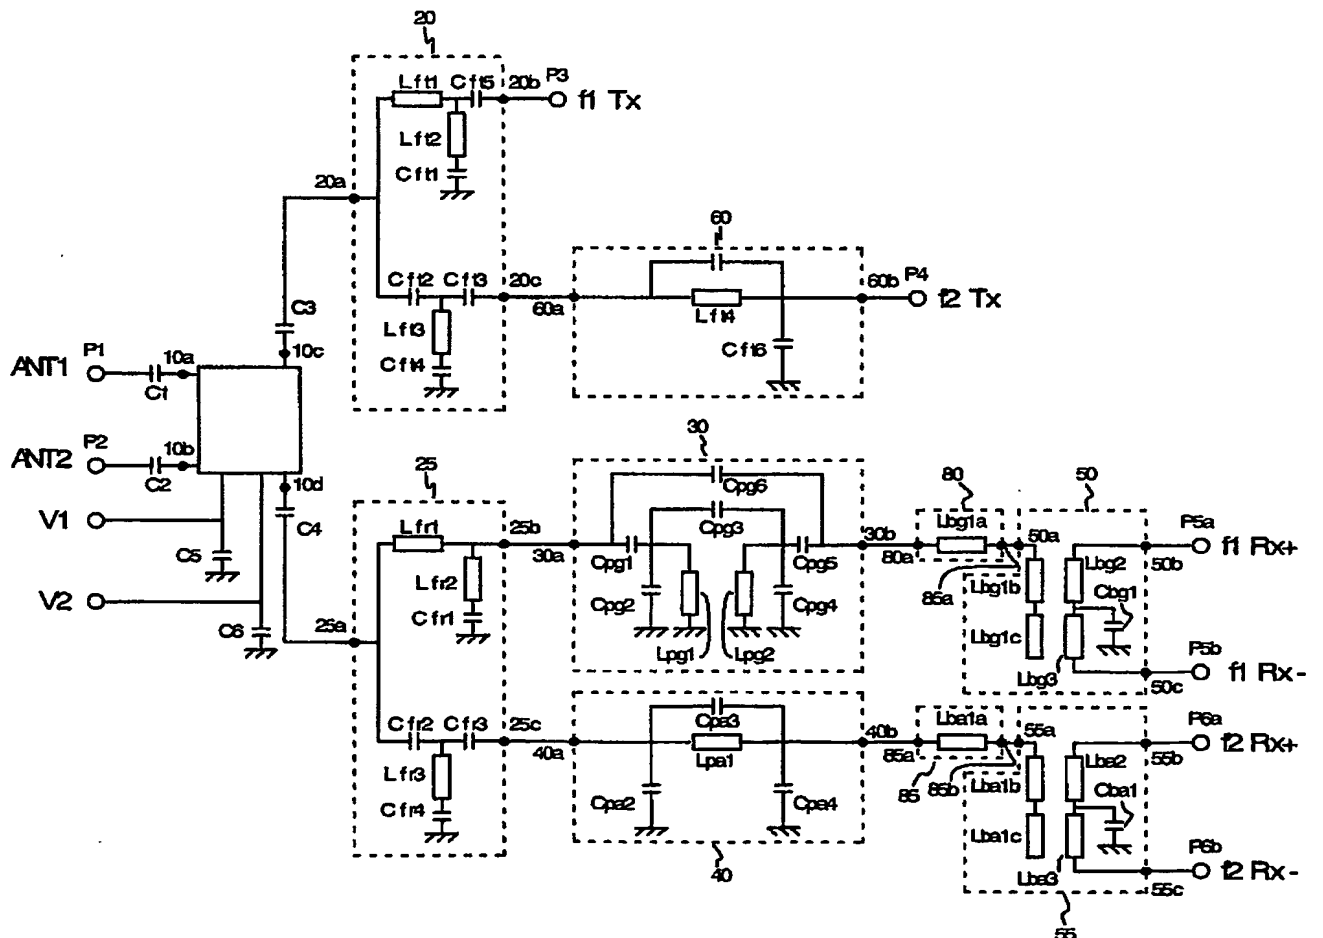 20
Lft1
Cft5
20b
P3
f1 Tx
Lft2
Cft1
20a
60
Cft2
Cft3
20c
60a
60b
P4
f2 Tx
Lft4
Cft6
Lft3
Cft4
C3
10c
ANT1
P1
10a
C1
ANT2
P2
10b
C2
10d
C4
V1
C5
V2
C6
25a
25
Lfr1
25b
30a
Lfr2
Cfr1
30
Cpg6
Cpg3
Cpg1
Cpg5
Cpg2
Cpg4
Lpg1
Lpg2
30b
80
Lbg1a
80a
85a
50
50a
Lbg1b
Lbg1c
Lbg2
Cbg1
Lbg3
50b
50c
P5a
f1 Rx+
P5b
f1 Rx-
Cfr2
Cfr3
25c
40a
Lfr3
Cfr4
Cpa3
Lpa1
Cpa2
Cpa4
40
40b
85a
Lba1a
85
85b
55a
Lba1b
Lba1c
Lba2
Cba1
Lba3
55b
55c
55
P6a
f2 Rx+
P6b
f2 Rx-